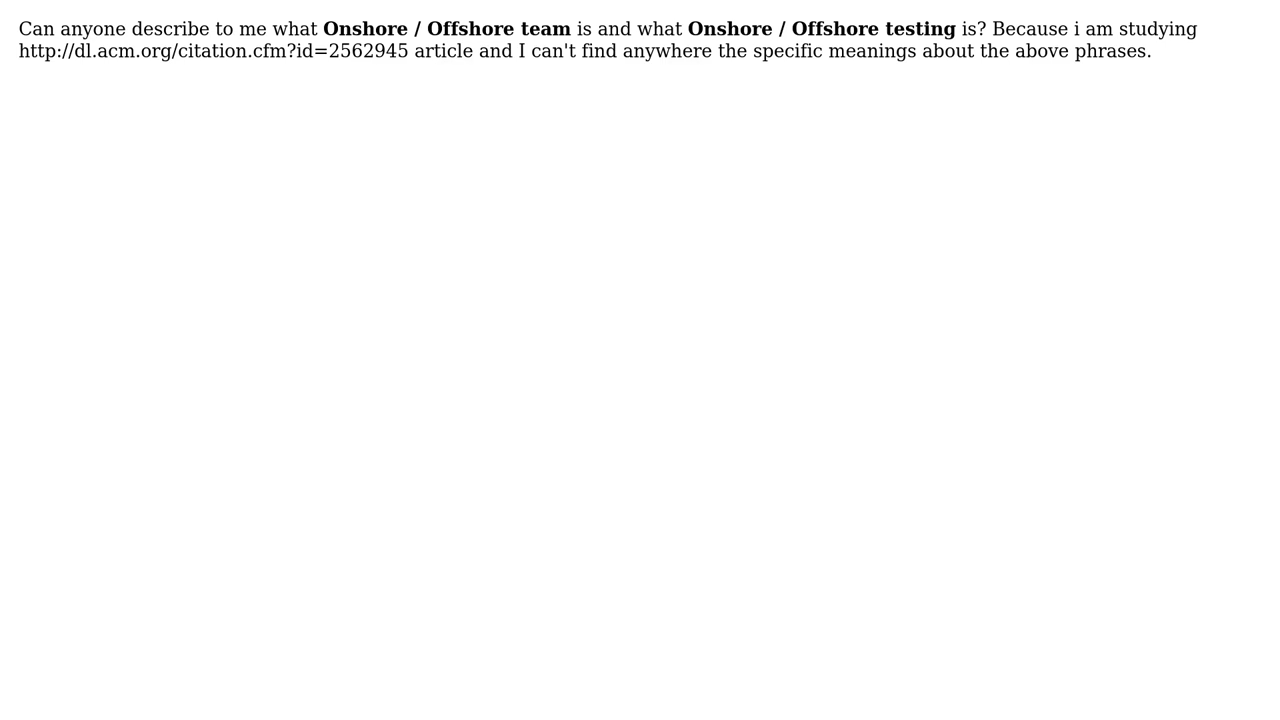 Can anyone describe to me what Onshore / Offshore team is and what Onshore / Offshore testing is? Because i am studying
http://dl.acm.org/citation.cfm?id=2562945 article and I can't find anywhere the specific meanings about the above phrases.